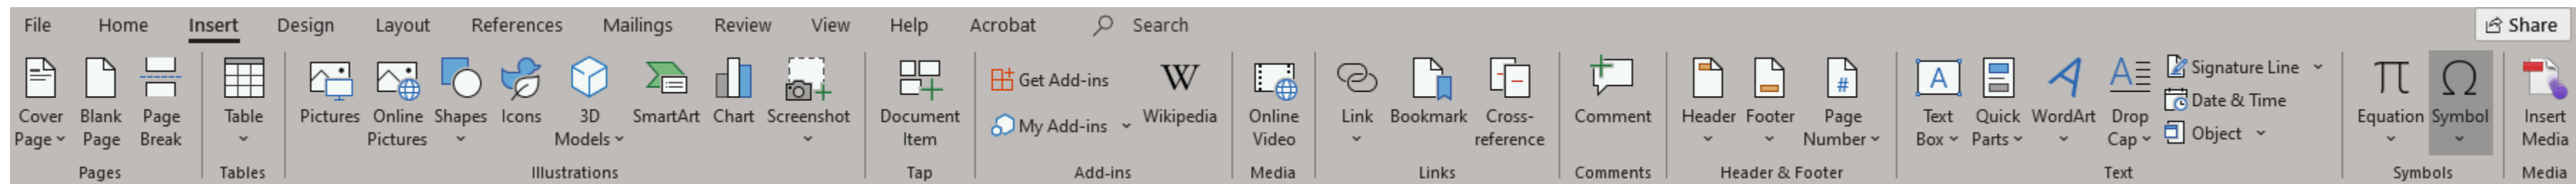 File Home Insert Design Layout References Mailings Review View Help Acrobat Search Share
Cover Page
Blank Page
Page Break
Pages
Table
Tables
Pictures
Online Pictures
Shapes
Icons
3D Models
SmartArt
Chart
Screenshot
Illustrations
Document Item
Tap
Get Add-ins
My Add-ins
W
Wikipedia
Add-ins
Online Video
Media
Link
Bookmark
Cross-reference
Links
Comment
Comments
Header
Footer
#
Page Number
Header & Footer
A
Text Box
Quick Parts
A
WordArt
A
Drop Cap
Signature Line
Date & Time
Object
Text
π
Equation
Ω
Symbol
Symbols
Insert Media
Media